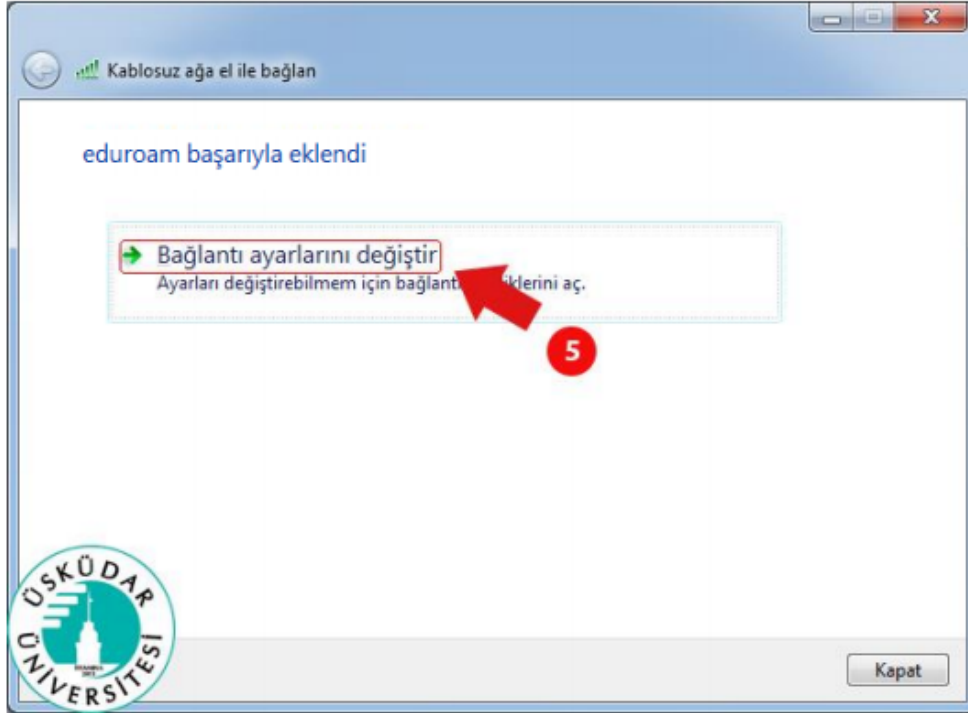 Kablosuz ağa el ile bağlan
eduroam başarıyla eklendi
Bağlantı ayarlarını değiştir
Ayarları değiştirebilmem için bağlantı aç.
5
ÜSKÜDAR
ÜNİVERSİTESİ
Kapat